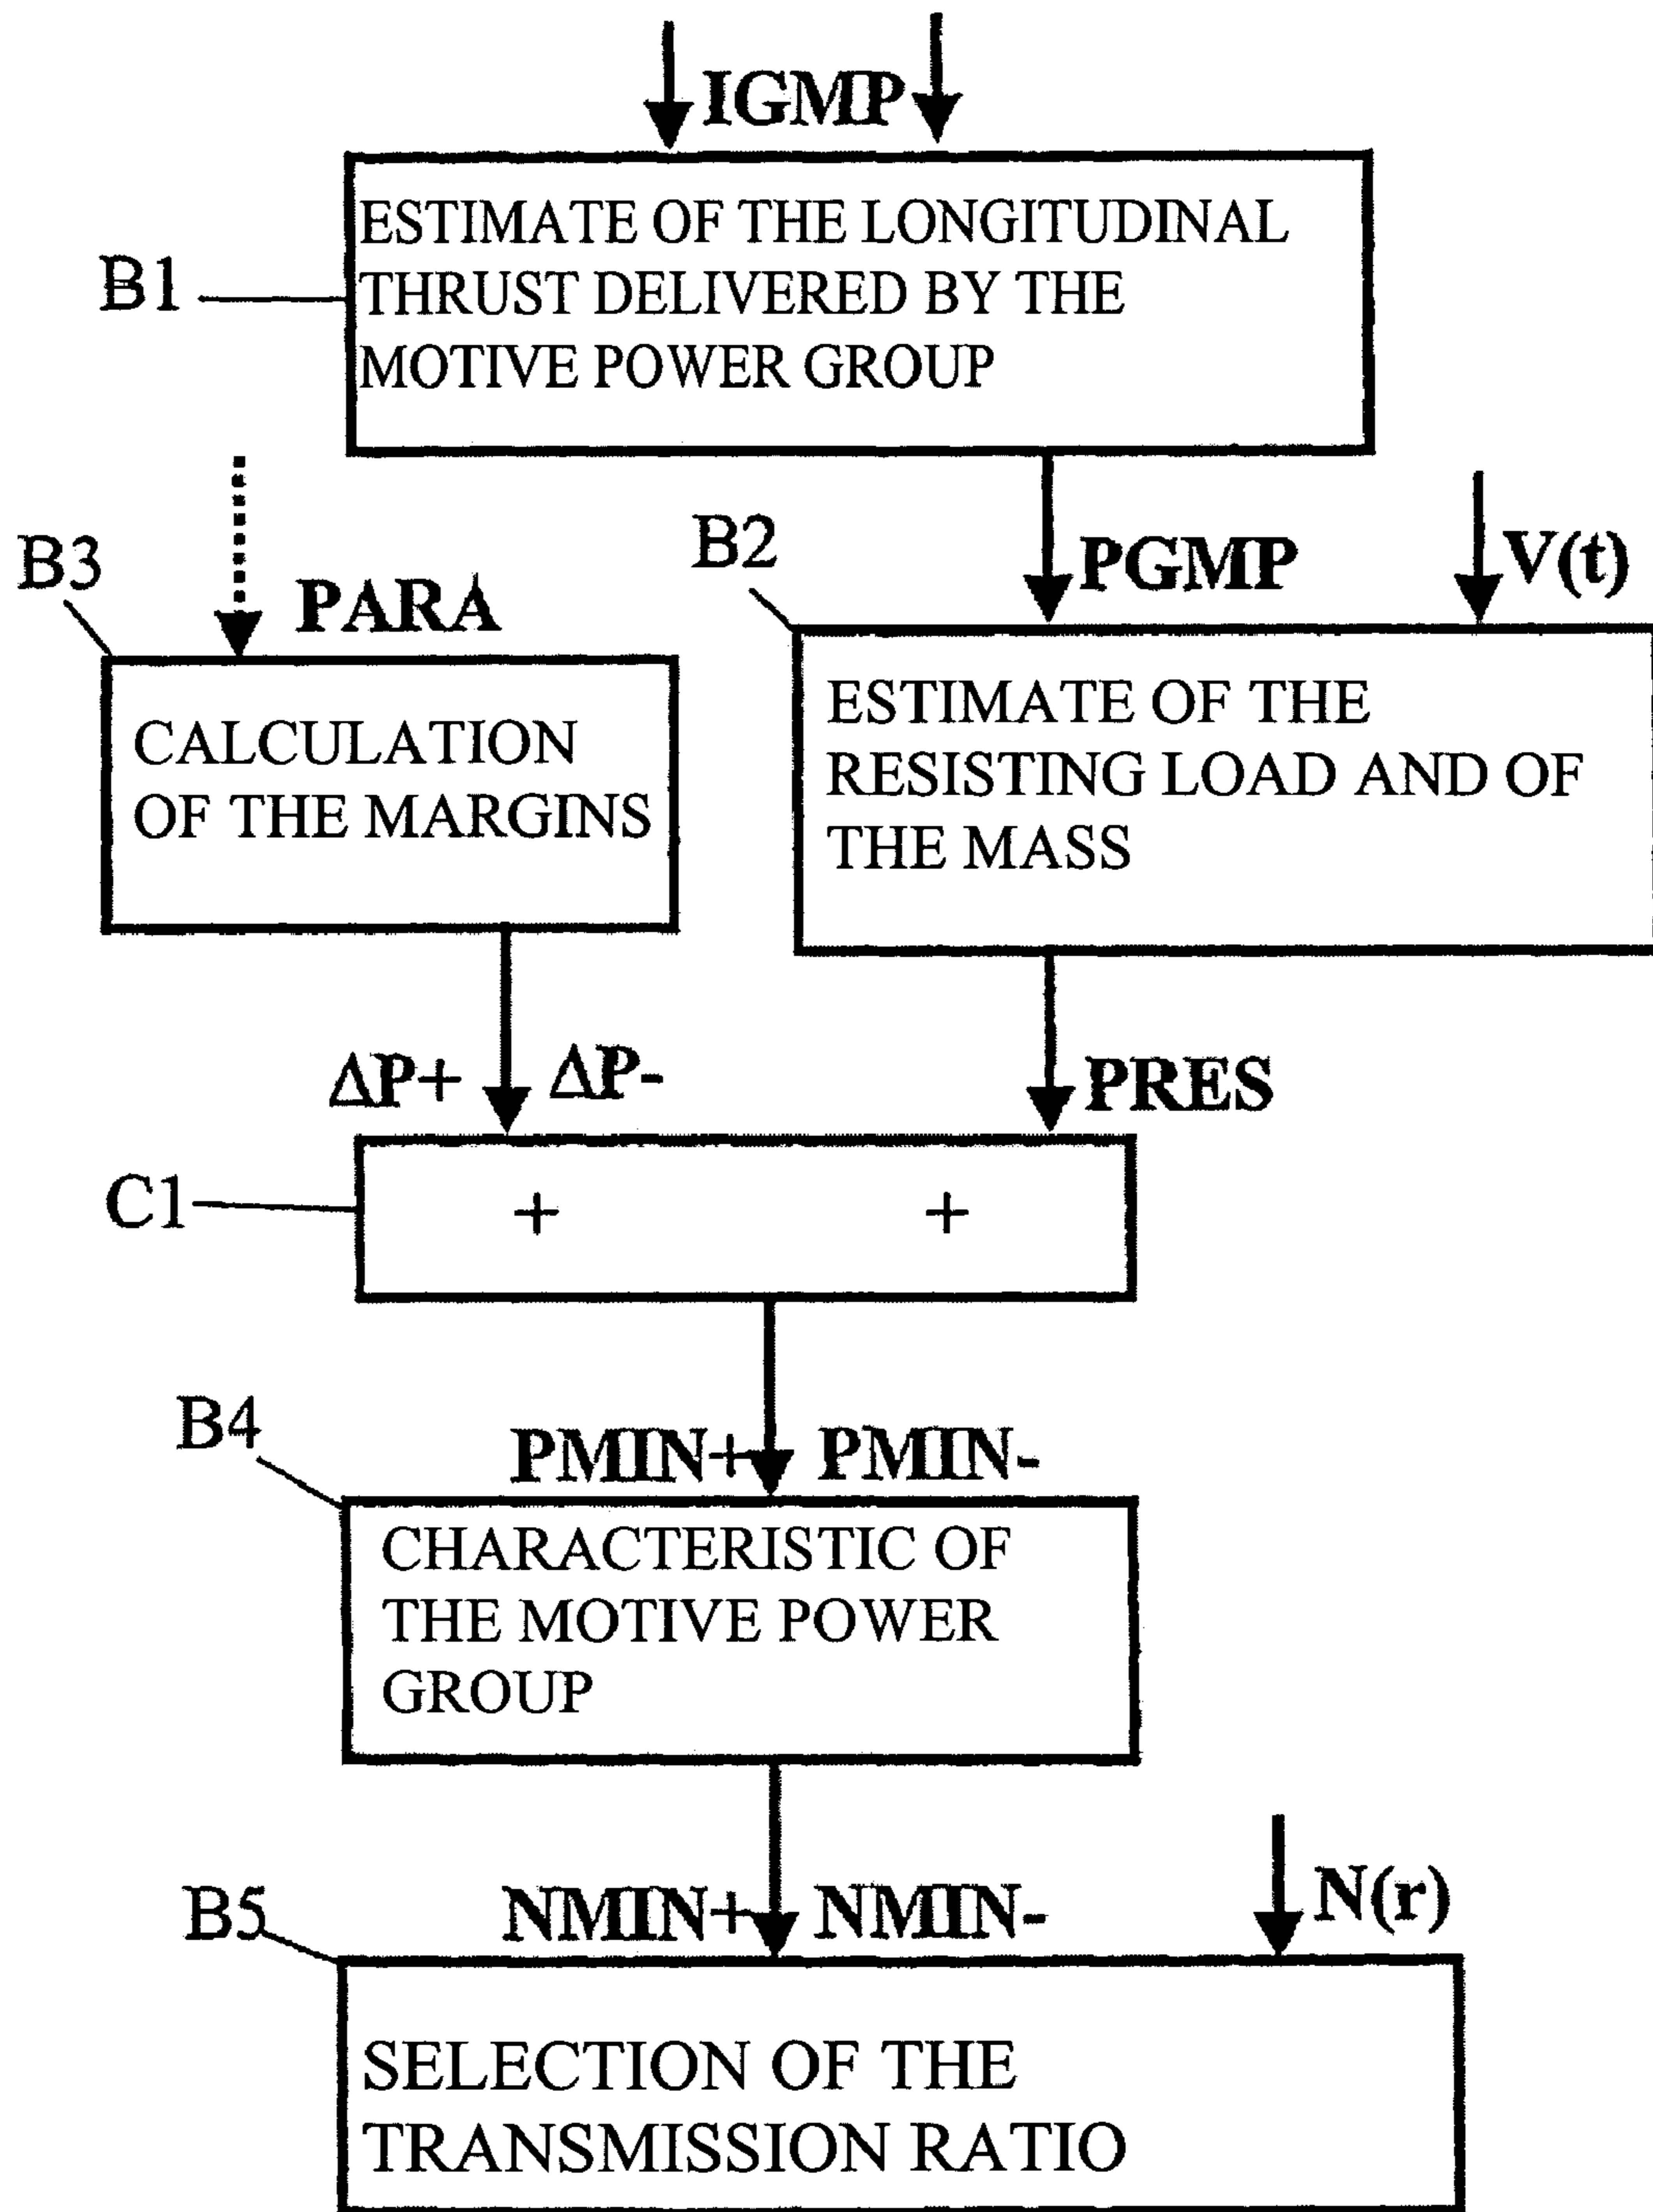 IGMP
ESTIMATE OF THE LONGITUDINAL
THRUST DELIVERED BY THE
MOTIVE POWER GROUP
B1
B3
PARA
B2
PGMP
V(t)
CALCULATION
OF THE MARGINS
ESTIMATE OF THE
RESISTING LOAD AND OF
THE MASS
ΔP+ ΔP-
PRES
C1
+ +
B4
PMIN+ PMIN-
CHARACTERISTIC OF
THE MOTIVE POWER
GROUP
B5
NMIN+ NMIN-
N(r)
SELECTION OF THE
TRANSMISSION RATIO